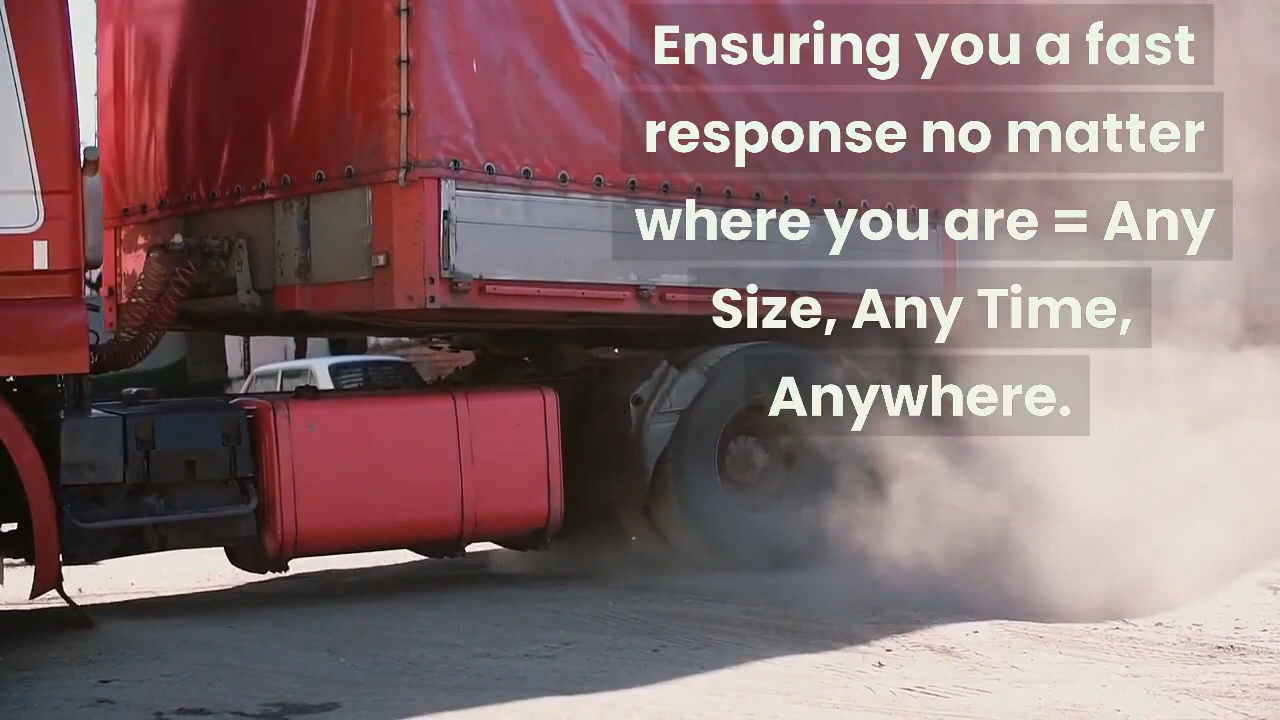 Ensuring you a fast
response no matter
where you are = Any
Size, Any Time,
Anywhere.